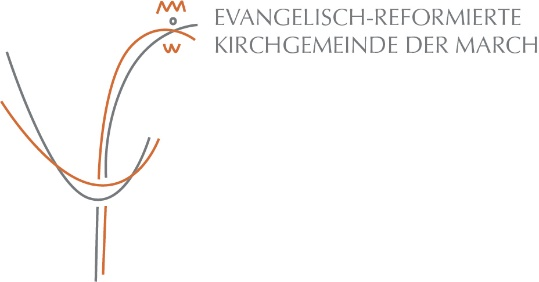 EVANGELISCH-REFORMIERTE
KIRCHGEMEINDE DER MARCH